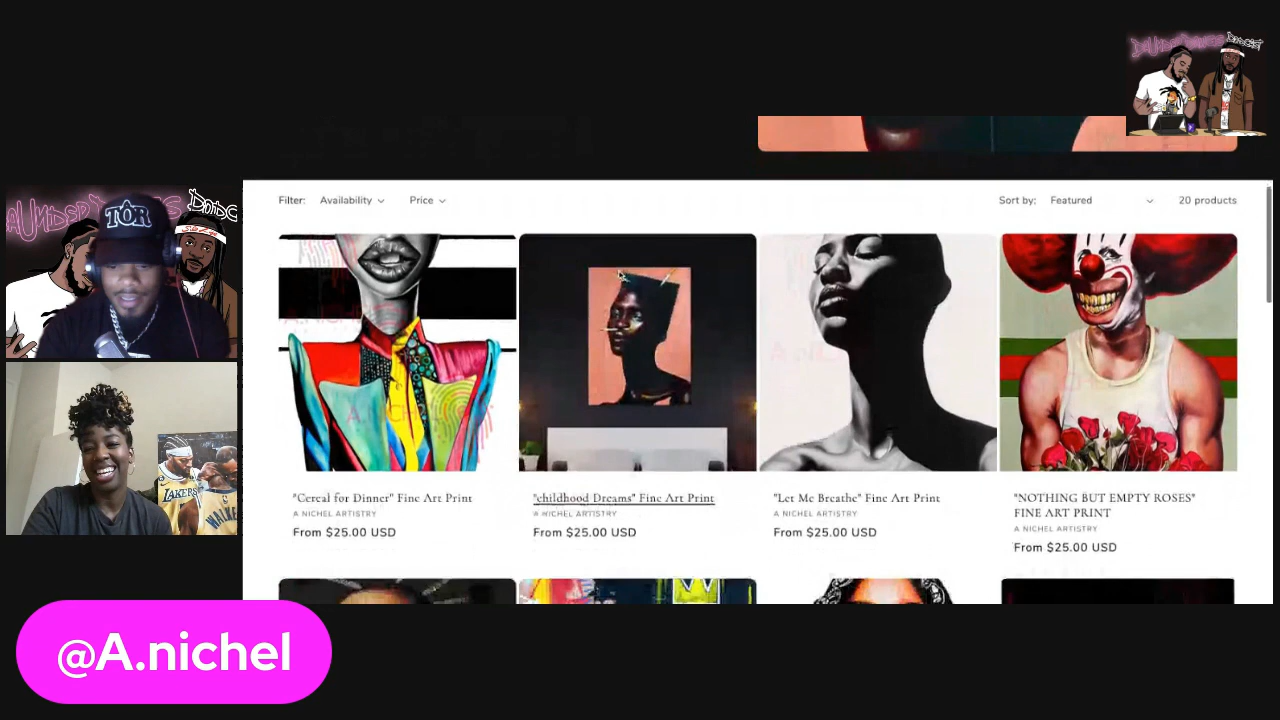 Filter: Availability Price
Sort by: Featured 20 products
TÓR
LAKERS
"Cereal for Dinner" Fine Art Print
A NICHEL ARTISTRY
From $25.00 USD
"childhood Dreams" Fine Art Print
A NICHEL ARTISTRY
From $25.00 USD
"Let Me Breathe" Fine Art Print
A NICHEL ARTISTRY
From $25.00 USD
"NOTHING BUT EMPTY ROSES"
FINE ART PRINT
A NICHEL ARTISTRY
From $25.00 USD
@A.nichel